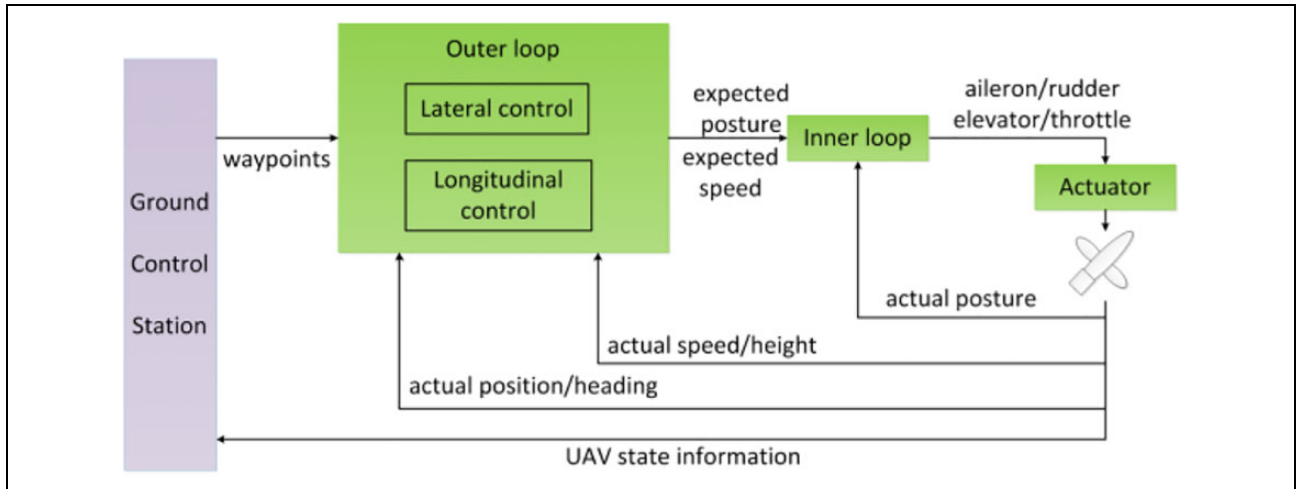 Outer loop
Lateral control
Longitudinal
control
Ground
Control
Station
waypoints
expected
posture
expected
speed
Inner loop
aileron/rudder
elevator/throttle
Actuator
actual posture
actual speed/height
actual position/heading
UAV state information